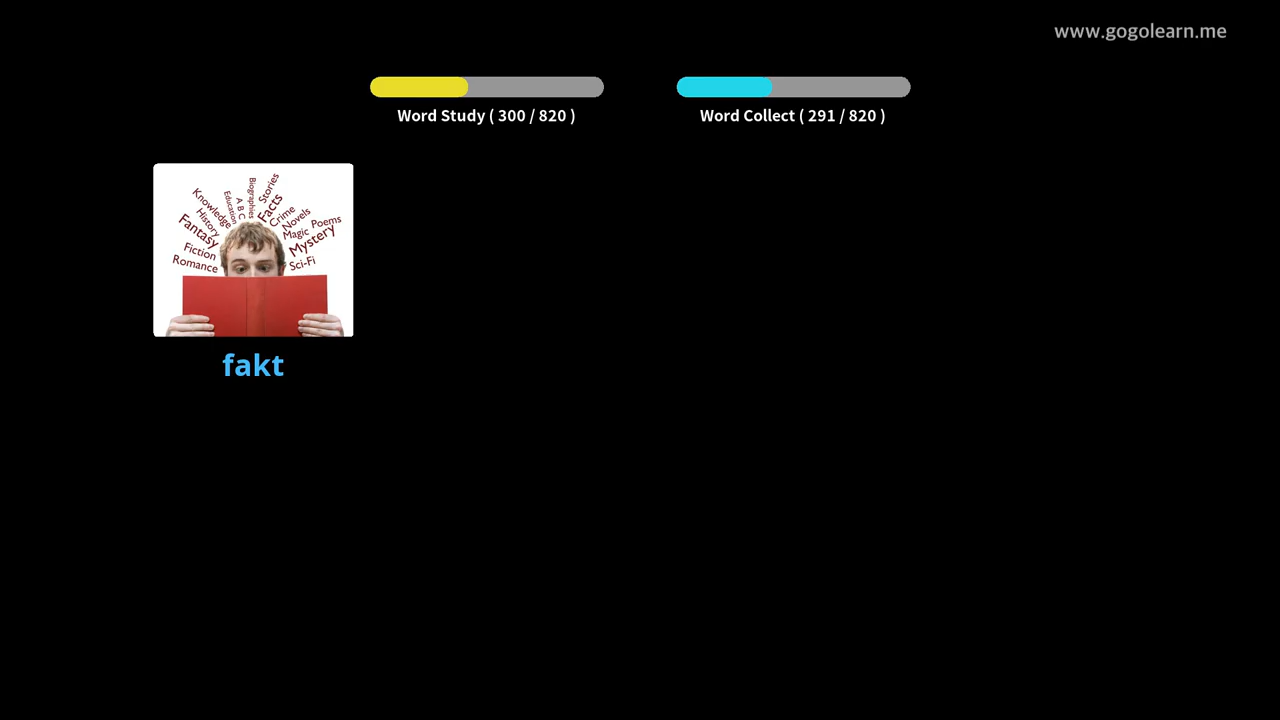 www.gogolearn.me
Word Study ( 300 / 820 )
Word Collect ( 291 / 820 )
Knowledge
History
Fantasy
Fiction
Romance
Education
A B C
Biographies
Stories
Facts
Crime
Novels
Magic
Poems
Mystery
Sci-Fi
fakt